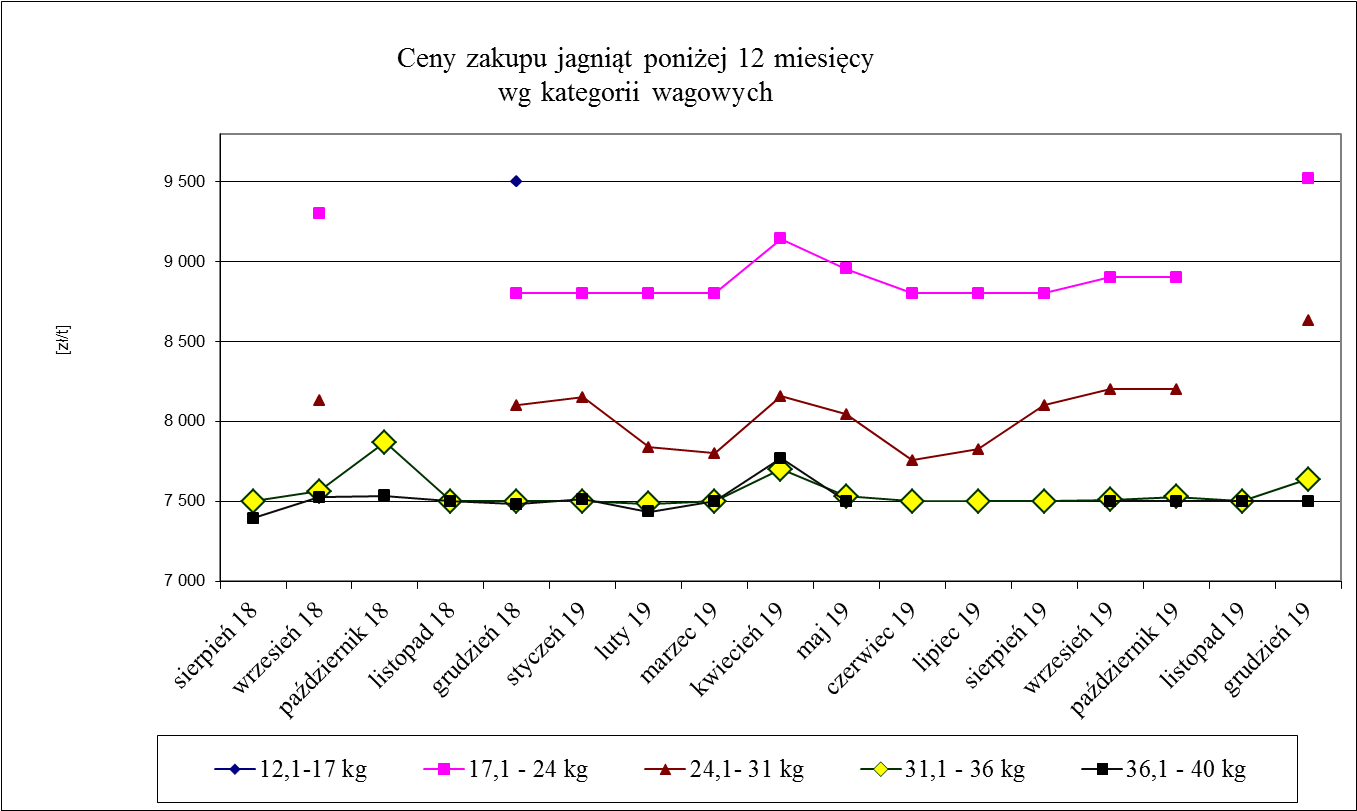 Ceny zakupu jagniąt poniżej 12 miesięcy
wg kategorii wagowych
[zł/t]
9 500
9 000
8 500
8 000
7 500
7 000
sierpień 18
wrzesień 18
październik 18
listopad 18
grudzień 18
styczeń 19
luty 19
marzec 19
kwiecień 19
maj 19
czerwiec 19
lipiec 19
sierpień 19
wrzesień 19
październik 19
listopad 19
grudzień 19
12,1-17 kg
17,1 - 24 kg
24,1- 31 kg
31,1 - 36 kg
36,1 - 40 kg